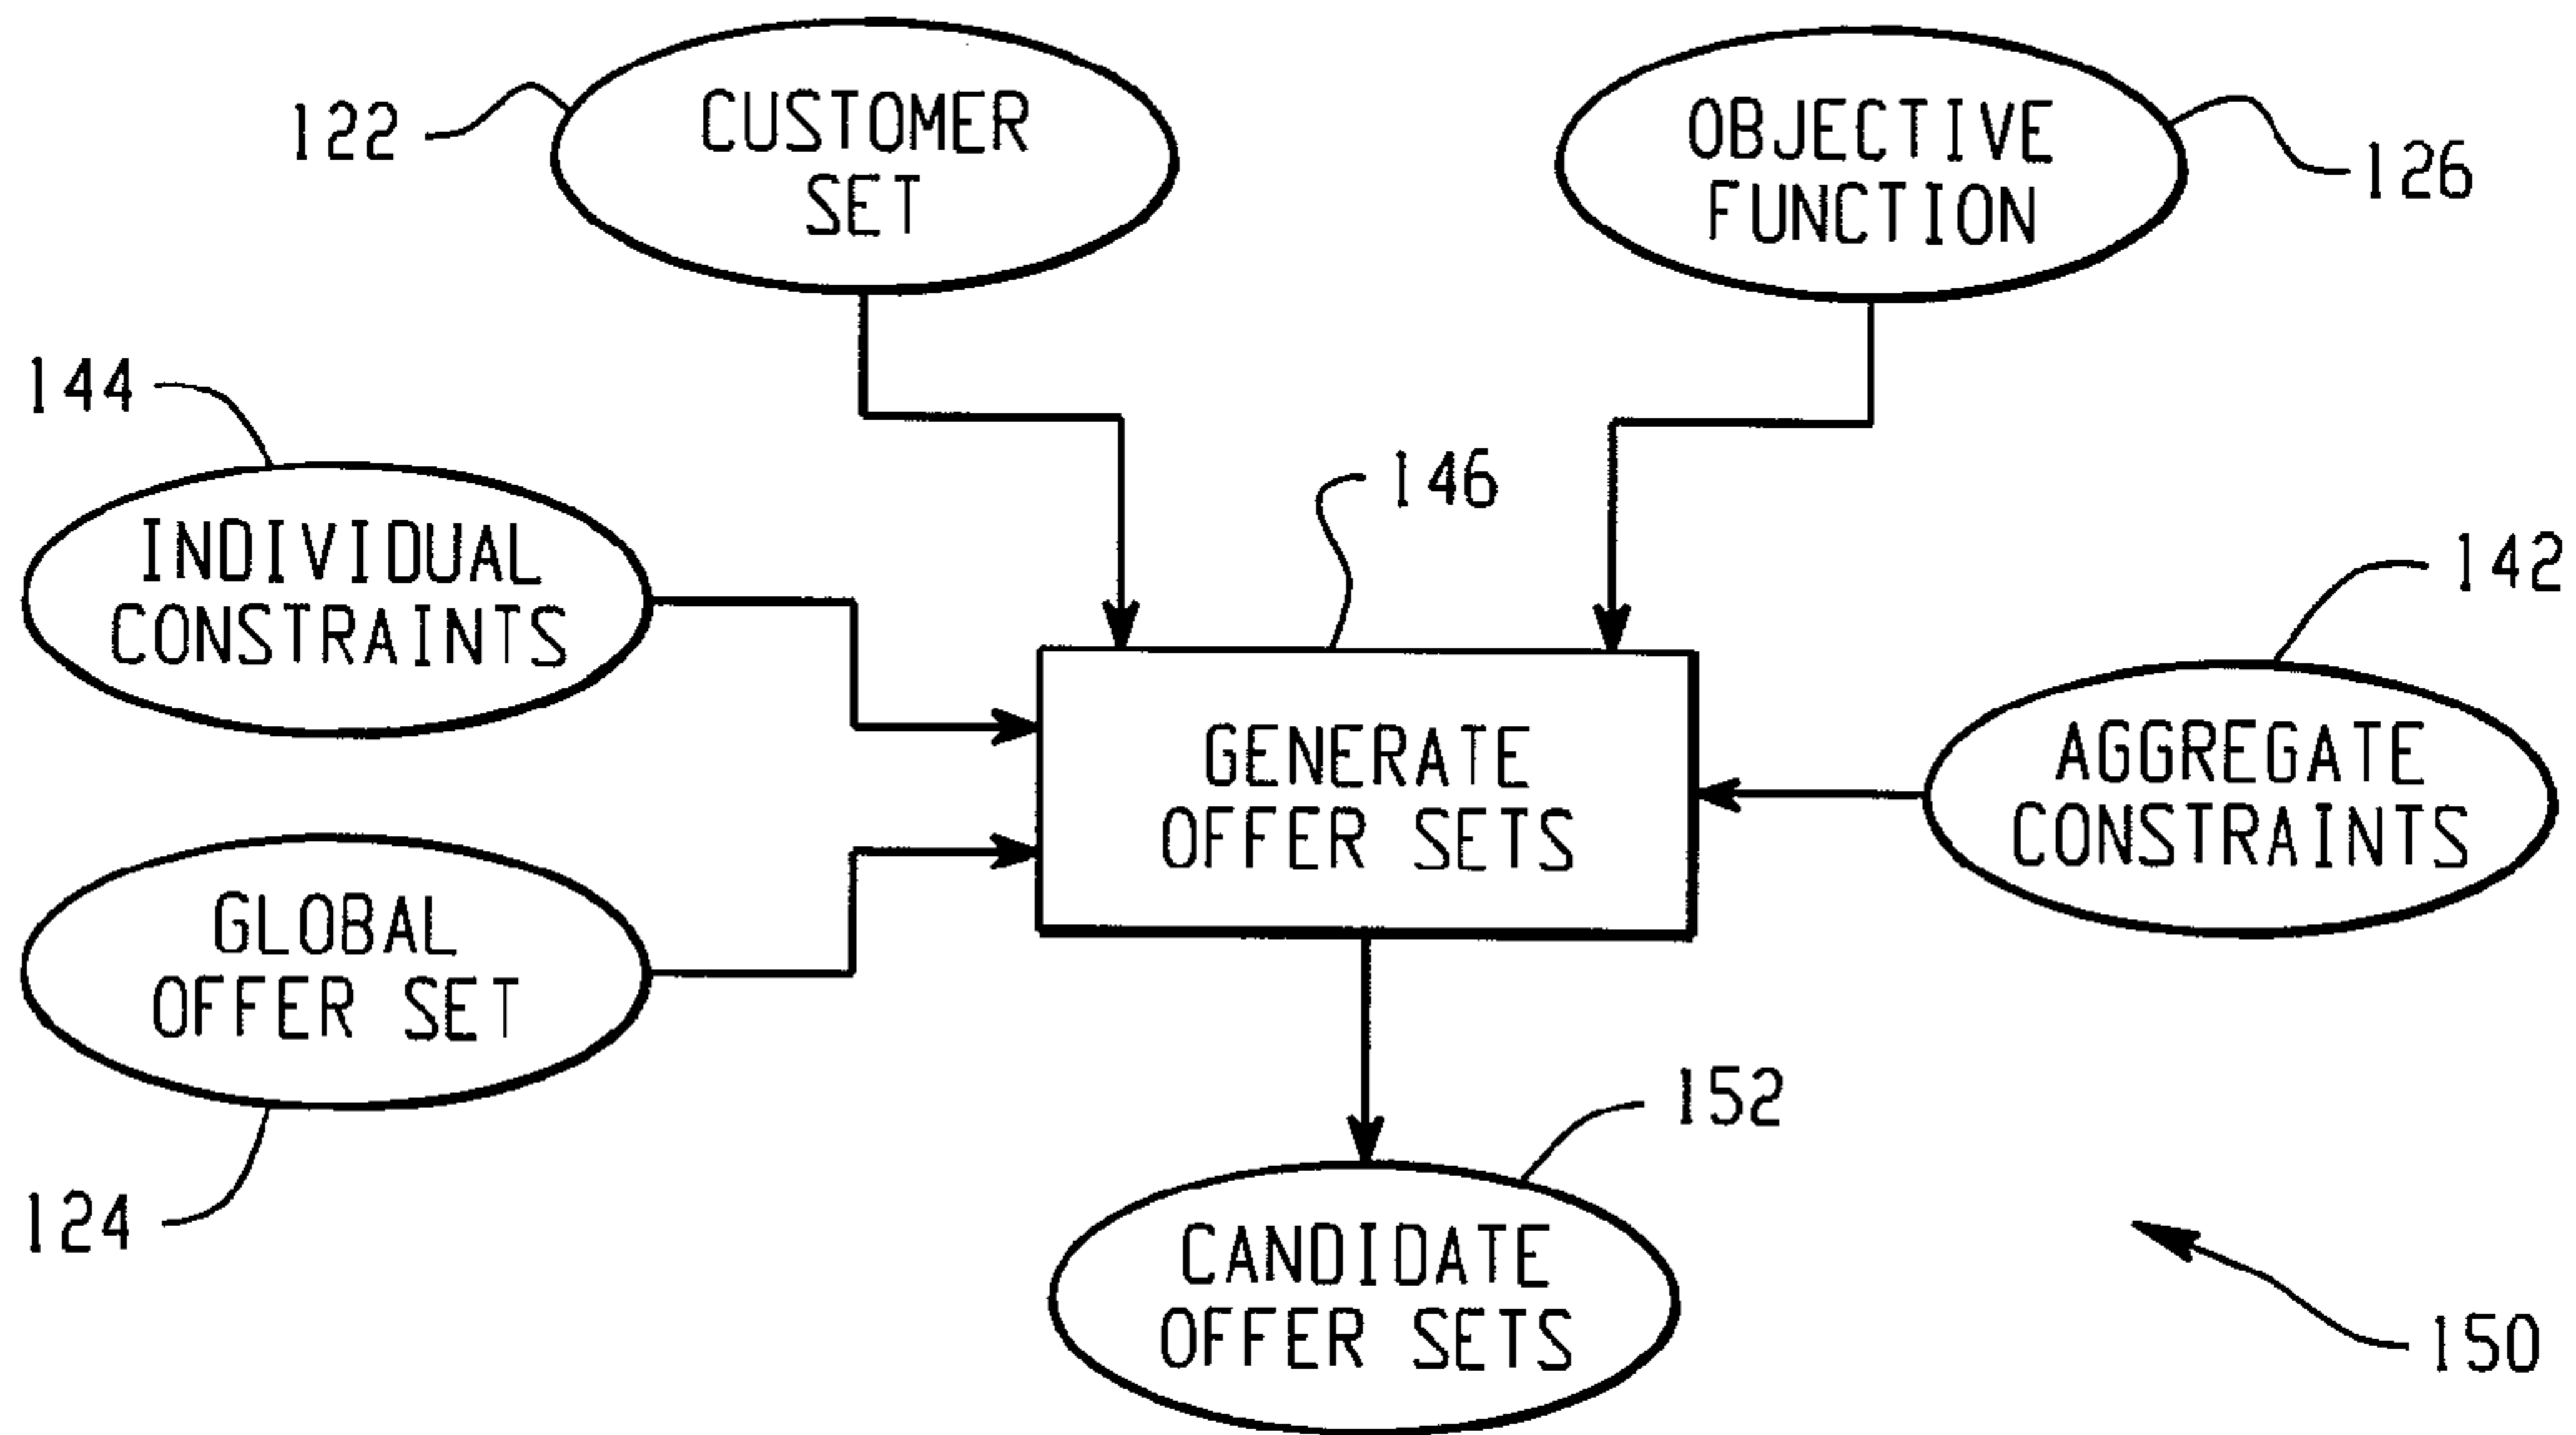 122
CUSTOMER
SET
OBJECTIVE
FUNCTION
126
144
INDIVIDUAL
CONSTRAINTS
146
142
GENERATE
OFFER SETS
AGGREGATE
CONSTRAINTS
GLOBAL
OFFER SET
124
152
CANDIDATE
OFFER SETS
150